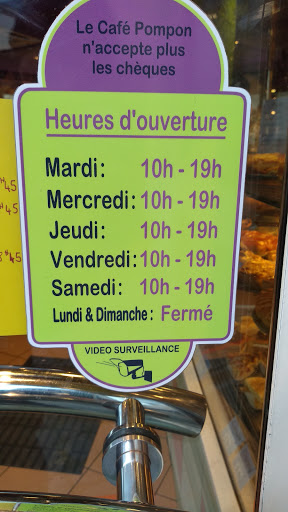 Le Café Pompon
n'accepte plus
les chèques
Heures d'ouverture
Mardi: 10h - 19h
Mercredi: 10h - 19h
Jeudi: 10h - 19h
Vendredi: 10h - 19h
Samedi: 10h - 19h
Lundi & Dimanche: Fermé
VIDEO SURVEILLANCE